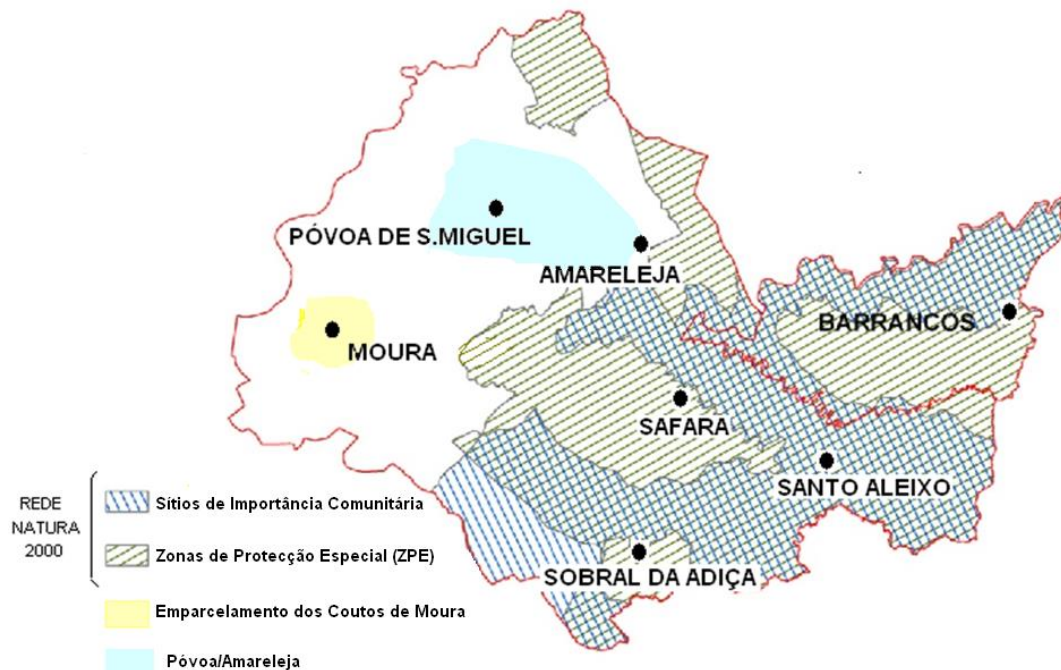 PÓVOA DE S.MIGUEL
AMARELEJA
BARRANCOS
MOURA
SAFARA
SANTO ALEIXO
SOBRAL DA ADIÇA
REDE
NATURA
2000
Sítios de Importância Comunitária
Zonas de Protecção Especial (ZPE)
Emparcelamento dos Coutos de Moura
Póvoa/Amareleja